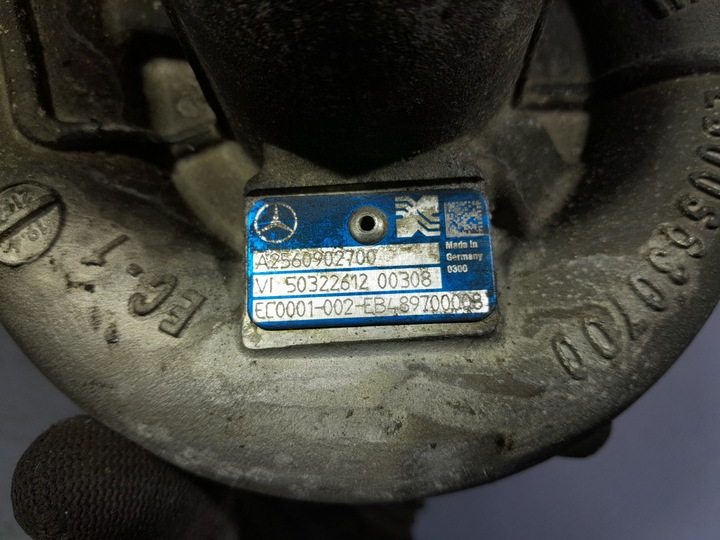 A2560902700
VI 50322612 00308
EC0001-002-EB489700008
Made in
Germany
0300
EC.1